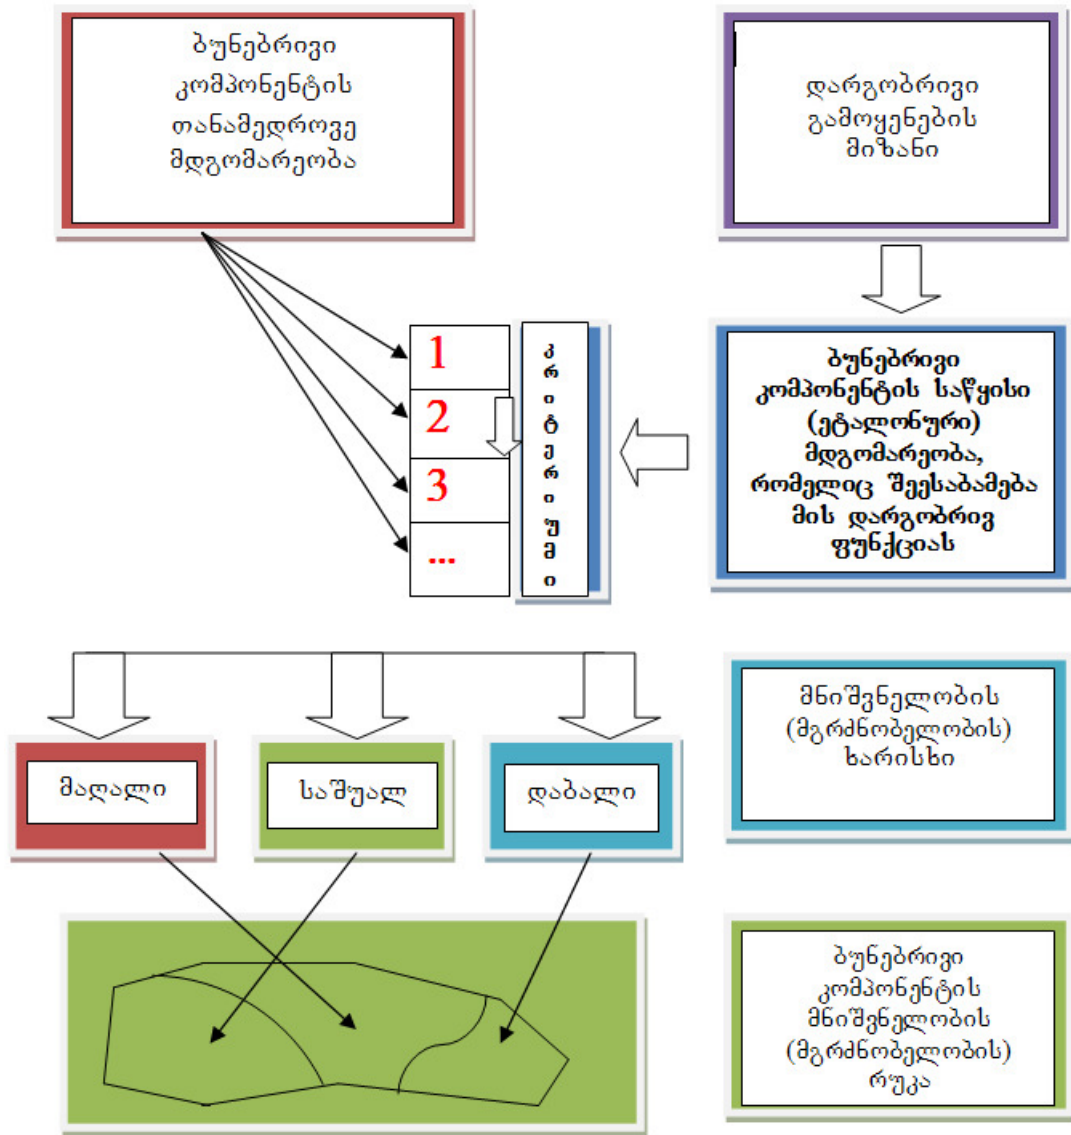 ბუნებრივი
კომპონენტის
თანამედროვე
მდგომარეობა
დარგობრივი
გამოყენების
მიზანი
1
2
3
...
კ
რ
ი
ტ
ე
რ
ი
უ
მ
ი
ბუნებრივი
კომპონენტის საწყისი
(ეტალონური)
მდგომარეობა,
რომელიც შეესაბამება
მის დარგობრივ
ფუნქციას
მნიშვნელობის
(მგრძნობელობის)
ხარისხი
მაღალი
საშუალ
დაბალი
ბუნებრივი
კომპონენტის
მნიშვნელობის
(მგრძნობელობის)
რუკა